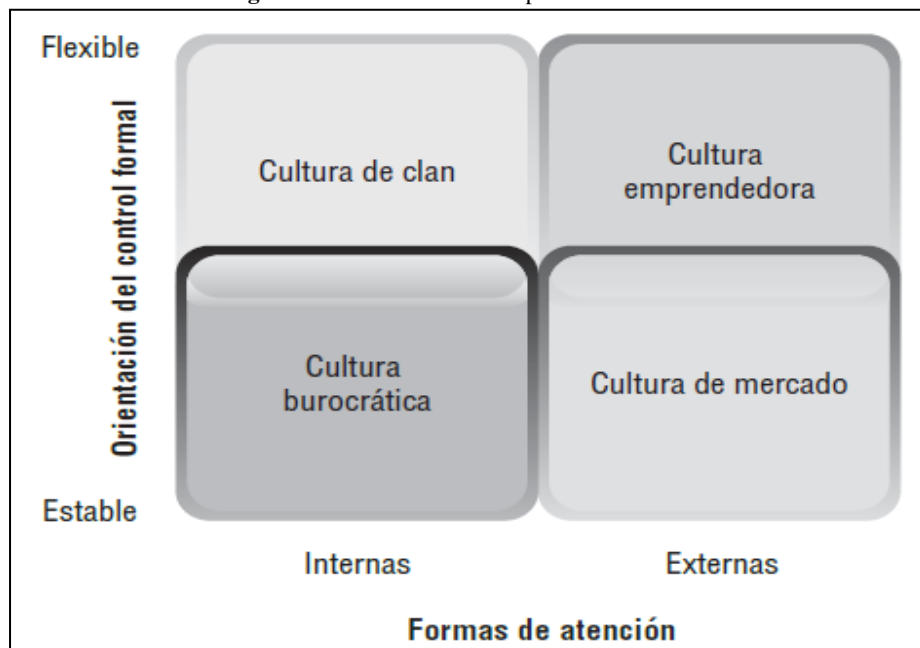 Flexible
Orientación del control formal
Cultura de clan
Cultura
emprendedora
Cultura
burocrática
Cultura de mercado
Estable
Internas
Externas
Formas de atención